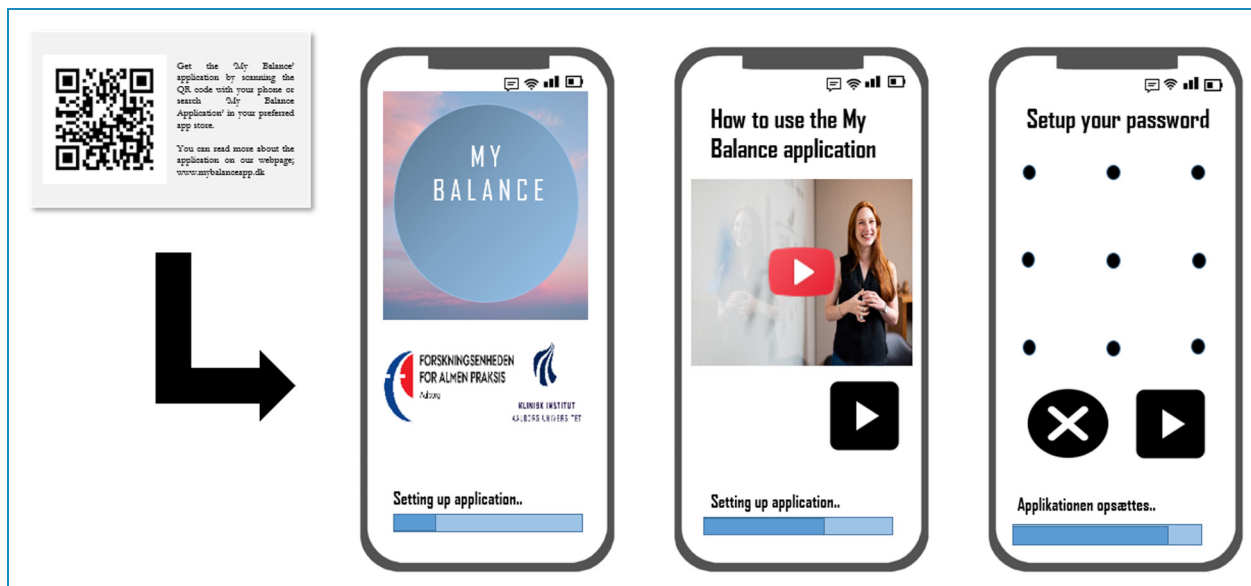 Get the 'My Balance'
application by scanning the
QR code with your phone or
search 'My Balance
Application' in your preferred
app store.
You can read more about the
application on our webpage;
www.mybalanceapp.dk
MY
BALANCE
FORSKNINGSENHEDEN
FOR ALMEN PRAKSIS
Aalborg
KLINISK INSTITUT
AALBORG UNIVERSITET
Setting up application..
How to use the My
Balance application
Setting up application..
Setup your password
Applikationen opsættes..